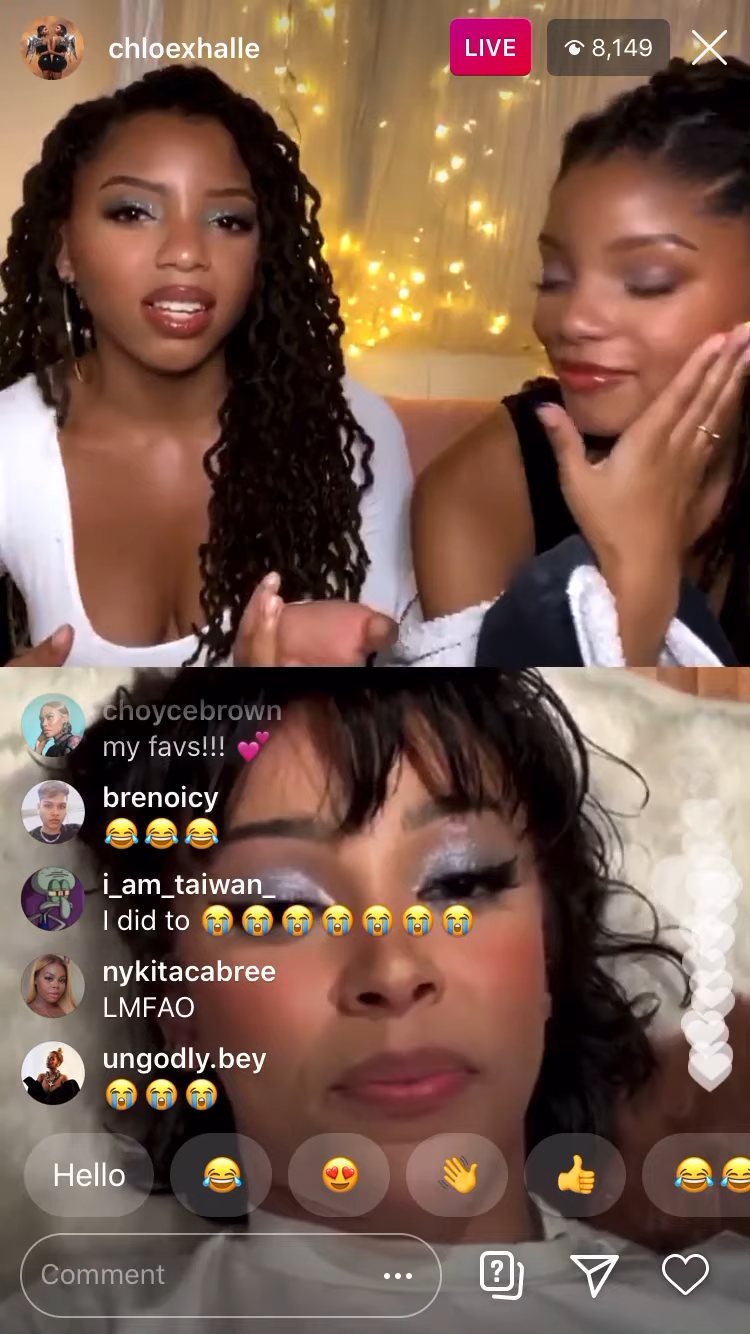 chloexhalle
LIVE
8,149
choycebrown
my favs!!! 💕
brenoicy
😂😂😂
i_am_taiwan_
I did to 😭😭😭😭😭😭😭
nykitacabree
LMFAO
ungodly.bey
😭😭😭
Hello 😂 😍 👋 👍 😂😂
Comment